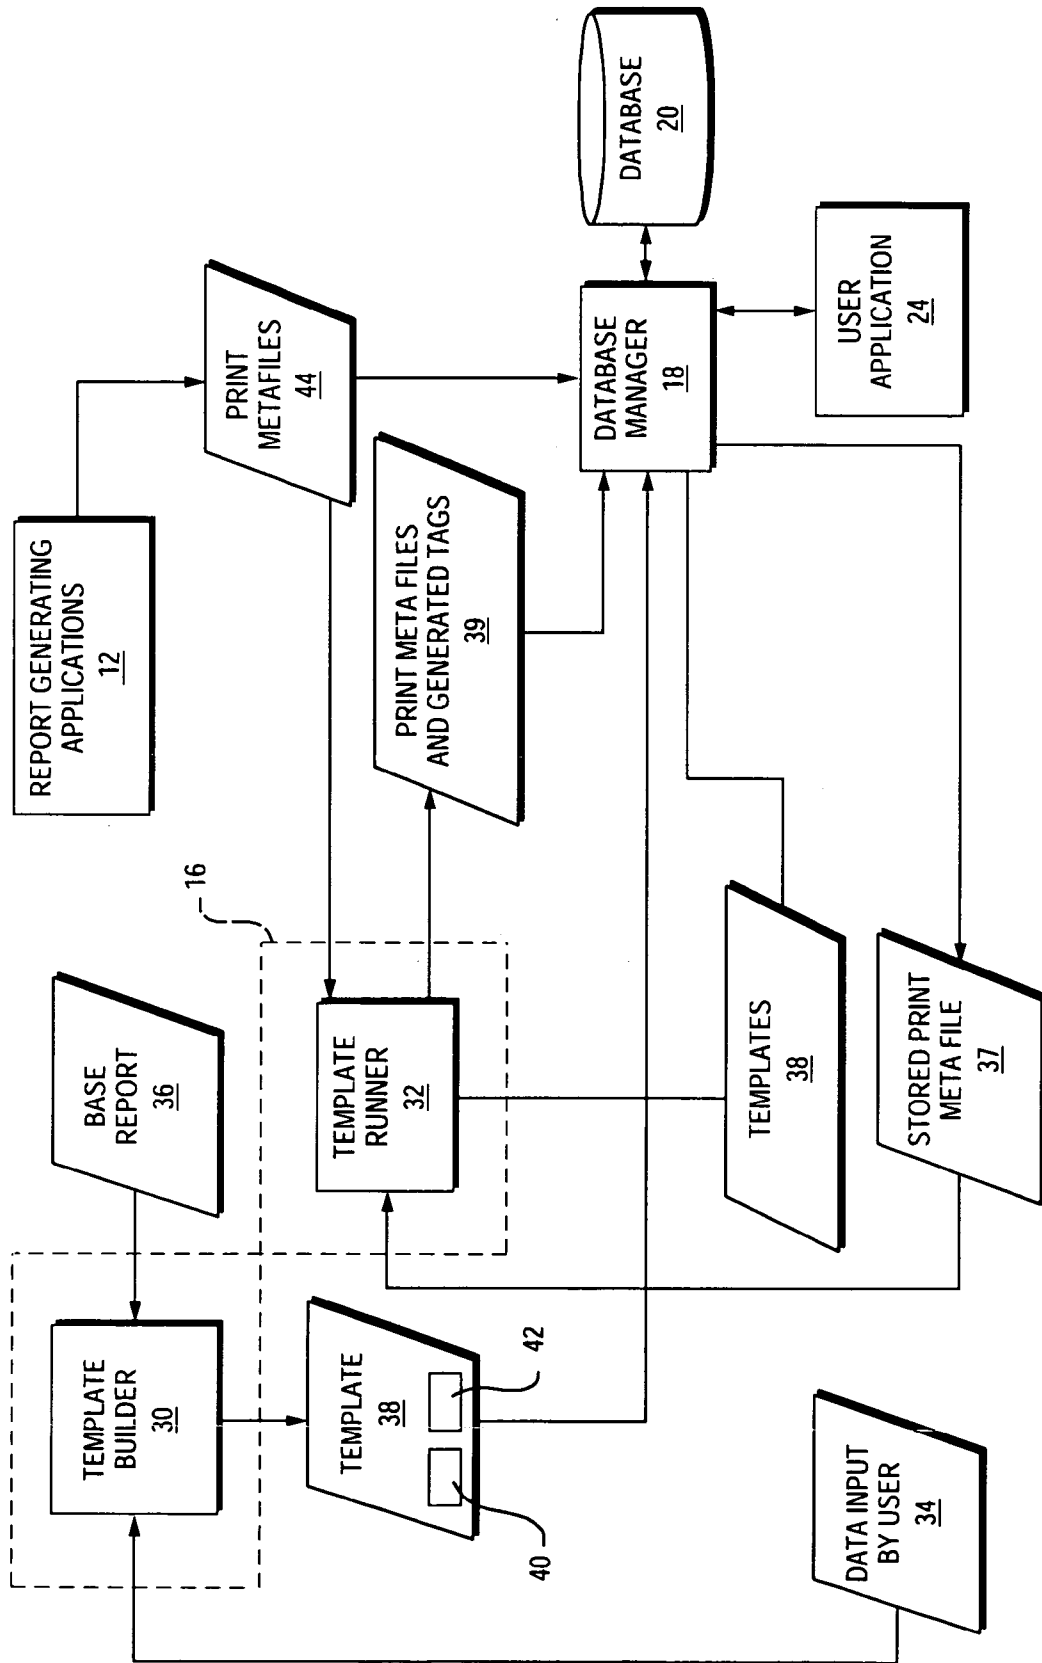 REPORT GENERATING
APPLICATIONS
12
PRINT
METAFILES
44
16
BASE
REPORT
36
TEMPLATE
BUILDER
30
TEMPLATE
RUNNER
32
PRINT META FILES
AND GENERATED TAGS
39
DATABASE
MANAGER
18
DATABASE
20
TEMPLATE
38
40
42
TEMPLATES
38
USER
APPLICATION
24
DATA INPUT
BY USER
34
STORED PRINT
META FILE
37